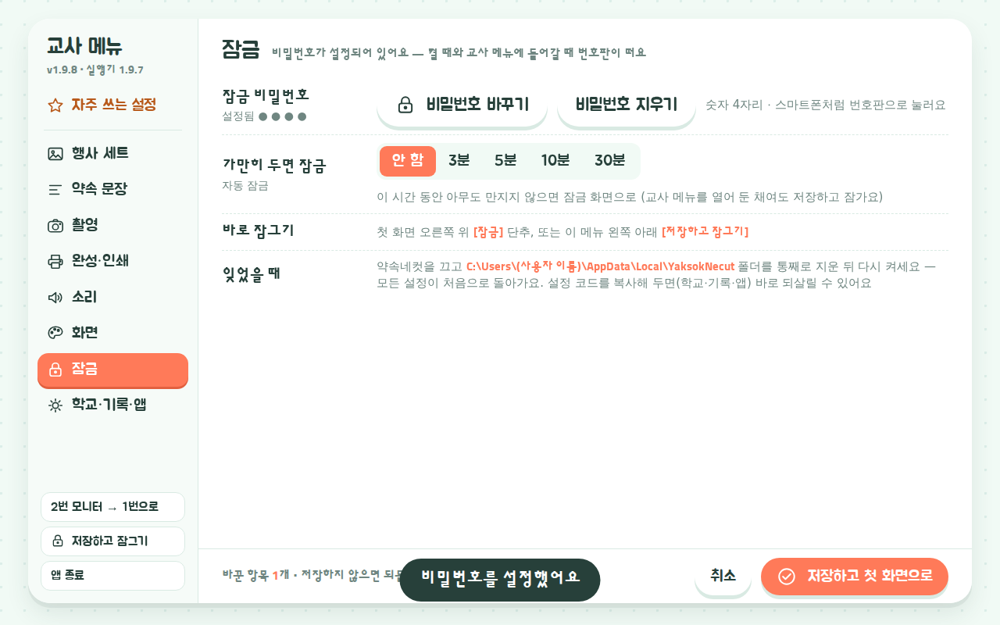 교사 메뉴
v1.9.8 · 실행기 1.9.7
자주 쓰는 설정
행사 세트
약속 문장
촬영
완성·인쇄
소리
화면
잠금
학교·기록·앱
2번 모니터 → 1번으로
저장하고 잠그기
앱 종료
잠금 비밀번호가 설정되어 있어요 — 켤 때와 교사 메뉴에 들어갈 때 번호판이 떠요
잠금 비밀번호
설정됨 ●●●●
비밀번호 바꾸기
비밀번호 지우기
숫자 4자리 · 스마트폰처럼 번호판으로 눌러요
가만히 두면 잠금
자동 잠금
안 함 3분 5분 10분 30분
이 시간 동안 아무도 만지지 않으면 잠금 화면으로 (교사 메뉴를 열어 둔 채여도 저장하고 잠가요)
바로 잠그기
첫 화면 오른쪽 위 [잠금] 단추, 또는 이 메뉴 왼쪽 아래 [저장하고 잠그기]
잊었을 때
약속네컷을 끄고 C:\Users\(사용자 이름)\AppData\Local\YaksokNecut 폴더를 통째로 지운 뒤 다시 켜세요 —
모든 설정이 처음으로 돌아가요. 설정 코드를 복사해 두면(학교·기록·앱) 바로 되살릴 수 있어요
바꾼 항목 1개 · 저장하지 않으면
비밀번호를 설정했어요
취소
저장하고 첫 화면으로